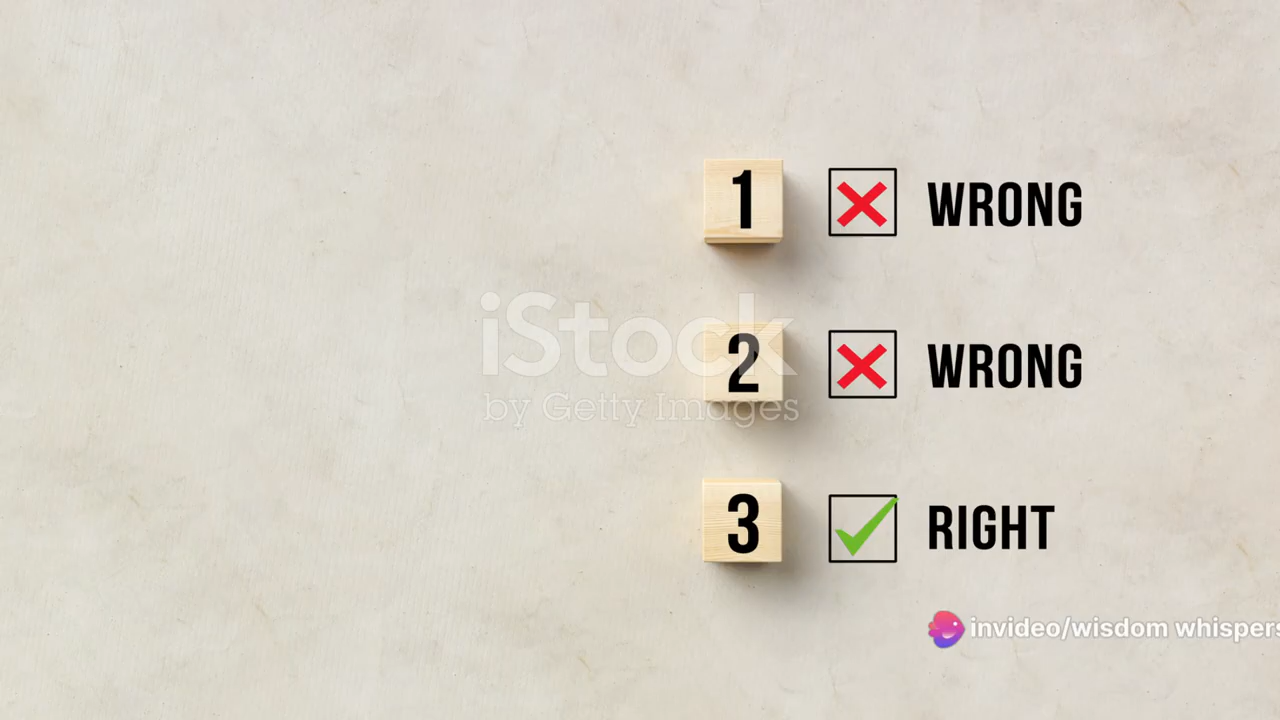 1 WRONG
iStock
2 WRONG
by Getty Images
3 RIGHT
invideo/wisdom whispers